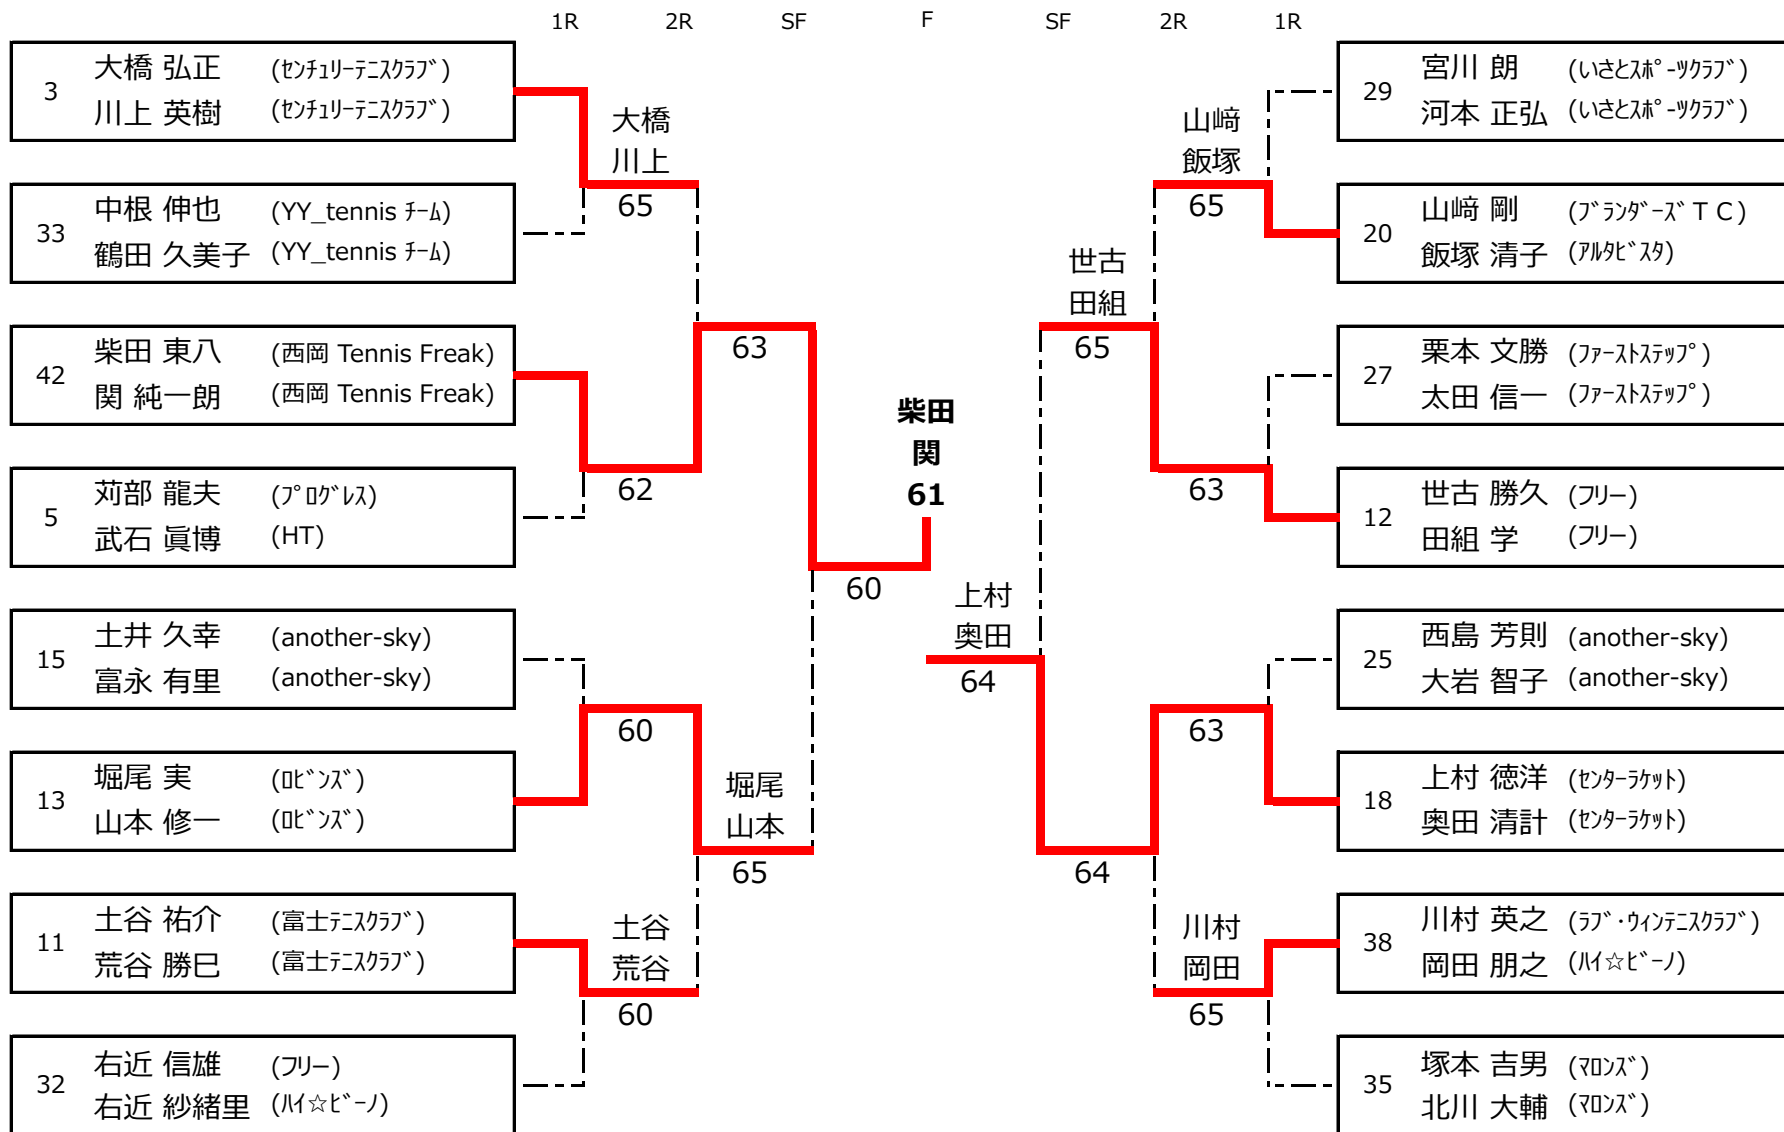 1R 2R SF F SF 2R 1R
3
大橋 弘正 (ｾﾝﾁｭﾘｰﾃﾆｽｸﾗﾌﾞ)
川上 英樹 (ｾﾝﾁｭﾘｰﾃﾆｽｸﾗﾌﾞ)
33
中根 伸也 (YY_tennis ﾁｰﾑ)
鶴田 久美子 (YY_tennis ﾁｰﾑ)
42
柴田 東八 (西岡 Tennis Freak)
関 純一朗 (西岡 Tennis Freak)
5
苅部 龍夫 (ﾌﾟﾛｸﾞﾚｽ)
武石 眞博 (HT)
15
土井 久幸 (another-sky)
富永 有里 (another-sky)
13
堀尾 実 (ﾛﾋﾞﾝｽﾞ)
山本 修一 (ﾛﾋﾞﾝｽﾞ)
11
土谷 祐介 (富士ﾃﾆｽｸﾗﾌﾞ)
荒谷 勝巳 (富士ﾃﾆｽｸﾗﾌﾞ)
32
右近 信雄 (ﾌﾘｰ)
右近 紗緒里 (ﾊｲ☆ﾋﾞｰﾉ)
大橋
川上
65
62
60
土谷
荒谷
60
63
堀尾
山本
65
60
柴田
関
61
上村
奥田
64
世古
田組
65
64
山﨑
飯塚
65
63
63
川村
岡田
65
29
宮川 朗 (いさとｽﾎﾟｰﾂｸﾗﾌﾞ)
河本 正弘 (いさとｽﾎﾟｰﾂｸﾗﾌﾞ)
20
山﨑 剛 (ﾌﾞﾗﾝﾀﾞｰｽﾞＴＣ)
飯塚 清子 (ｱﾙﾀﾋﾞｽﾀ)
27
栗本 文勝 (ﾌｧｰｽﾄｽﾃｯﾌﾟ)
太田 信一 (ﾌｧｰｽﾄｽﾃｯﾌﾟ)
12
世古 勝久 (ﾌﾘｰ)
田組 学 (ﾌﾘｰ)
25
西島 芳則 (another-sky)
大岩 智子 (another-sky)
18
上村 徳洋 (ｾﾝﾀｰﾗｹｯﾄ)
奥田 清計 (ｾﾝﾀｰﾗｹｯﾄ)
38
川村 英之 (ﾗﾌﾞ･ｳｨﾝﾃﾆｽｸﾗﾌﾞ)
岡田 朋之 (ﾊｲ☆ﾋﾞｰﾉ)
35
塚本 吉男 (ﾏﾛﾝｽﾞ)
北川 大輔 (ﾏﾛﾝｽﾞ)